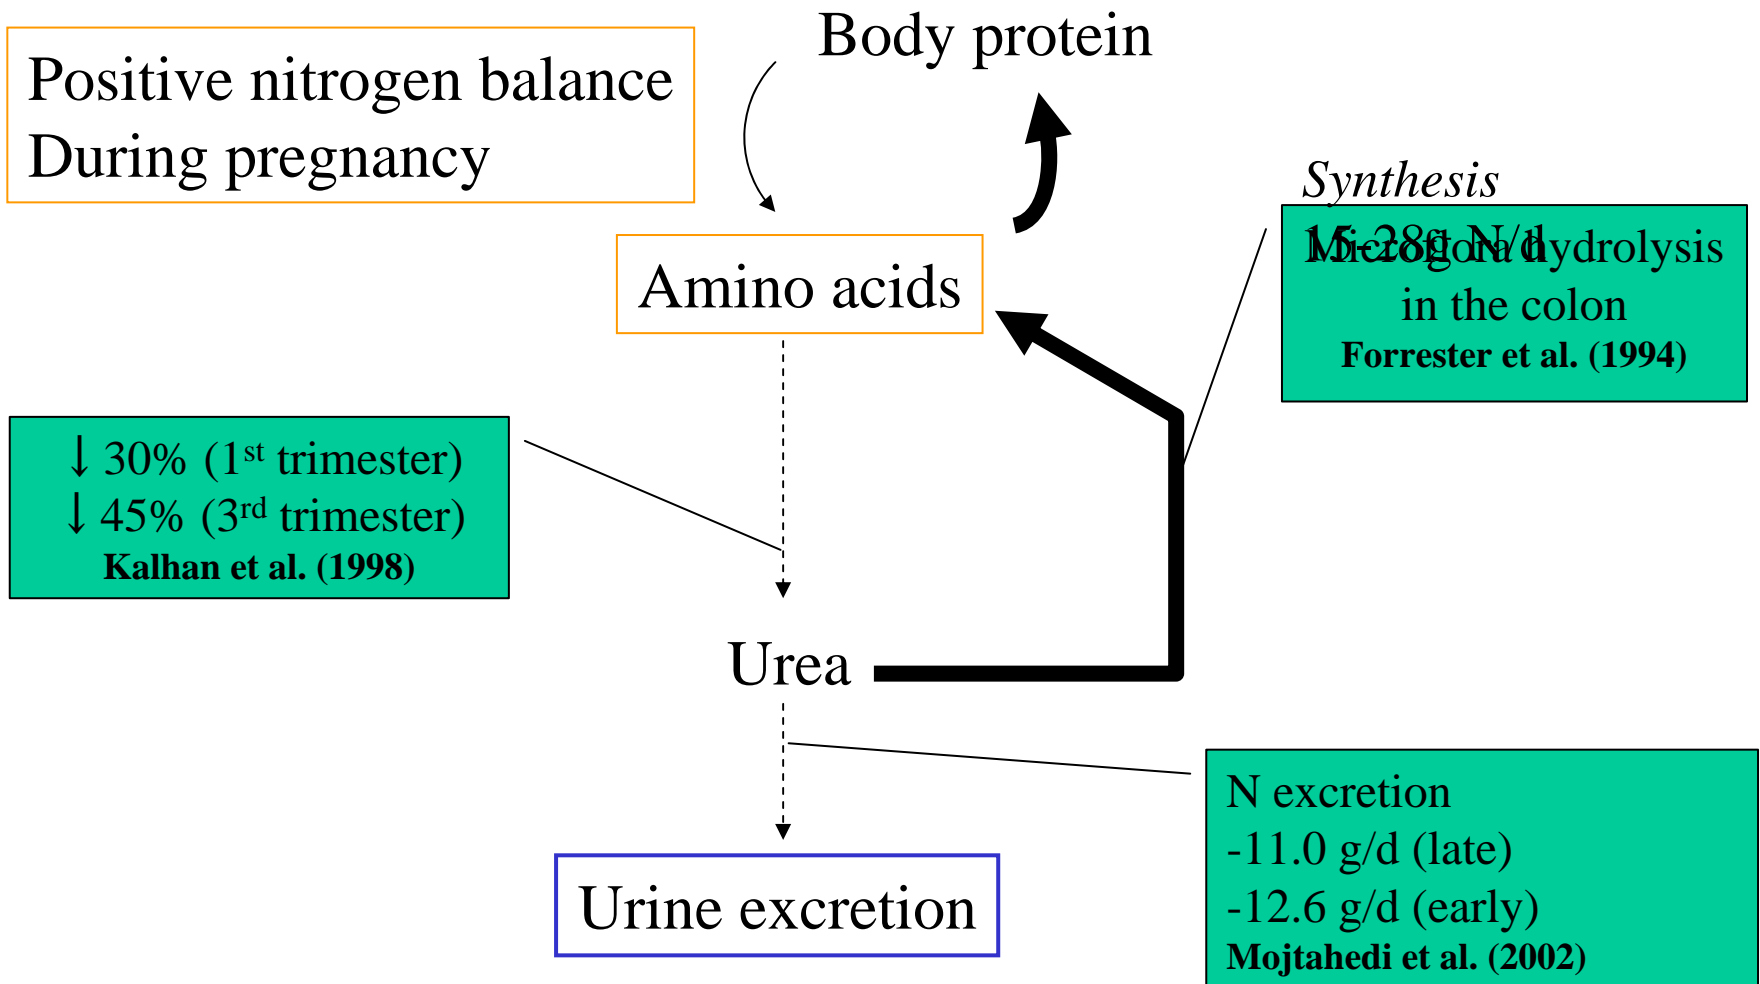 Body protein
Positive nitrogen balance
During pregnancy
Synthesis
15-28g N/d
Microflora hydrolysis
in the colon
Forrester et al. (1994)
Amino acids
↓ 30% (1st trimester)
↓ 45% (3rd trimester)
Kalhan et al. (1998)
Urea
N excretion
-11.0 g/d (late)
-12.6 g/d (early)
Mojtahedi et al. (2002)
Urine excretion